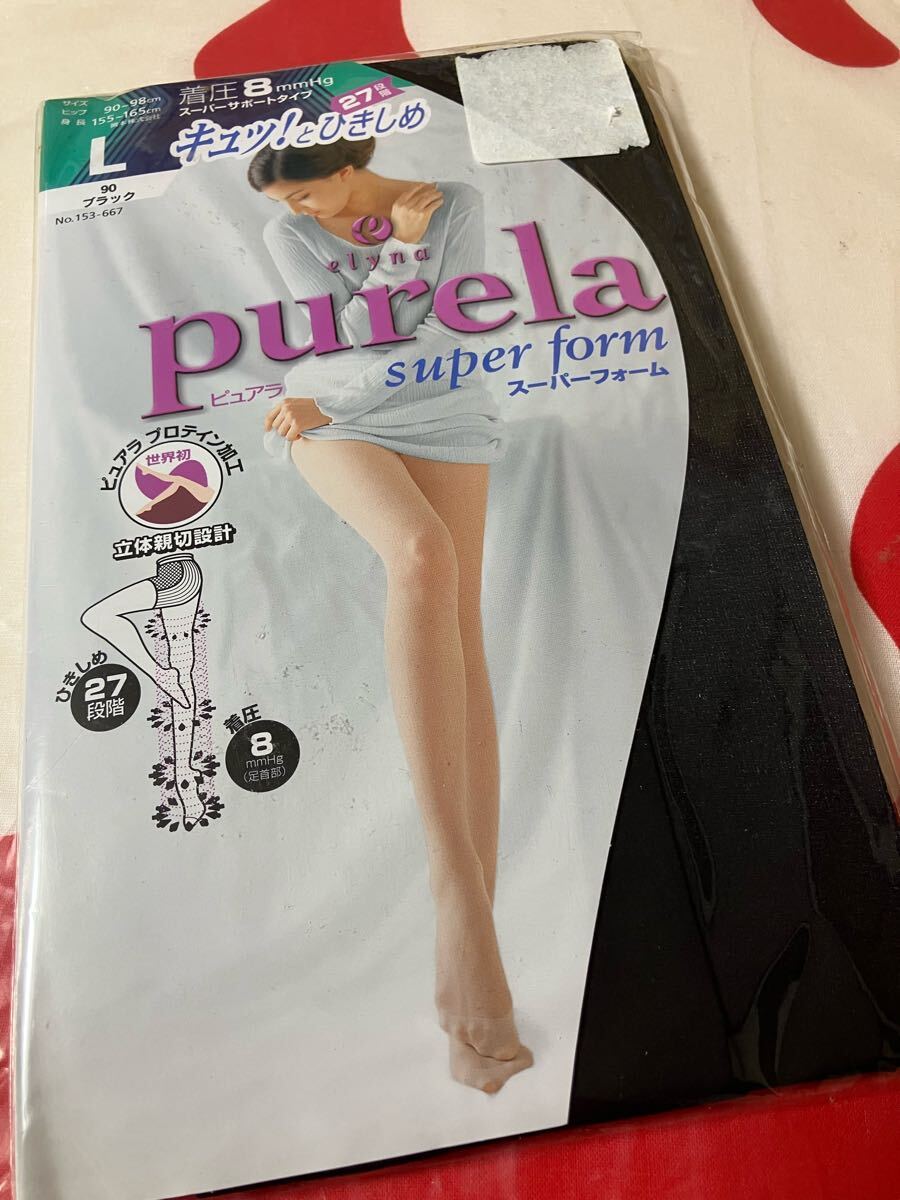 サイズ
ヒップ 90-98cm
身長 155-165cm
L
90
ブラック
No.153-667
着圧8mmHg
スーパーサポートタイプ
27段階
キュッ!とひきしめ
elyna
purela
ピュアラ
super form
スーパーフォーム
ピュアラ プロテイン加工
世界初
立体親切設計
ひきしめ
27
段階
着圧
8
mmHg
(足首部)